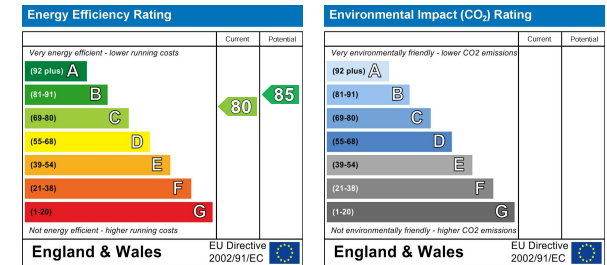 Energy Efficiency Rating
Current Potential
Very energy efficient - lower running costs
(92 plus) A
(81-91) B
(69-80) C
(55-68) D
(39-54) E
(21-38) F
(1-20) G
80
85
Not energy efficient - higher running costs
England & Wales
EU Directive
2002/91/EC
Environmental Impact (CO₂) Rating
Current Potential
Very environmentally friendly - lower CO2 emissions
(92 plus) A
(81-91) B
(69-80) C
(55-68) D
(39-54) E
(21-38) F
(1-20) G
Not environmentally friendly - higher CO2 emissions
England & Wales
EU Directive
2002/91/EC